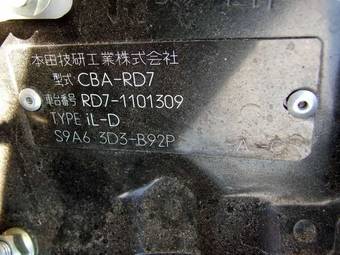 本田技研工業株式会社
型式 CBA-RD7
車台番号 RD7-1101309
TYPE iL-D
S9A6 3D3-B92P
A